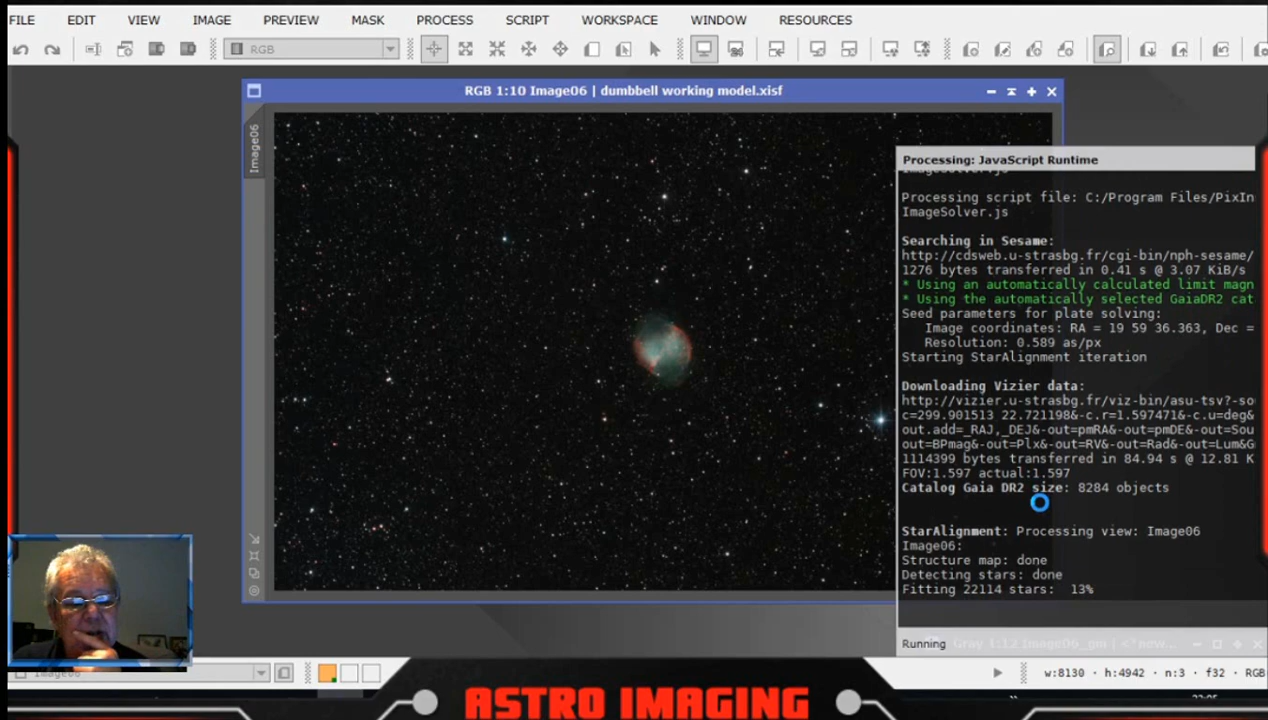 FILE EDIT VIEW IMAGE PREVIEW MASK PROCESS SCRIPT WORKSPACE WINDOW RESOURCES
RGB
RGB 1:10 Image06 | dumbbell working model.xisf
Image06
Processing: JavaScript Runtime
ImageSolver.js
Processing script file: C:/Program Files/PixIn
ImageSolver.js
Searching in Sesame:
http://cdsweb.u-strasbg.fr/cgi-bin/nph-sesame/
1276 bytes transferred in 0.41 s @ 3.07 KiB/s
* Using an automatically calculated limit magn
* Using the automatically selected GaiaDR2 cat
Seed parameters for plate solving:
Image coordinates: RA = 19 59 36.363, Dec =
Resolution: 0.589 as/px
Starting StarAlignment iteration
Downloading Vizier data:
http://vizier.u-strasbg.fr/viz-bin/asu-tsv?-so
c=299.901513 22.721198&-c.r=1.597471&-c.u=deg&
out.add=_RAJ,_DEJ&-out=pmRA&-out=pmDE&-out=Sou
out=BPmag&-out=Plx&-out=RV&-out=Rad&-out=Lum&G
1114399 bytes transferred in 84.94 s @ 12.81 K
FOV:1.597 actual:1.597
Catalog Gaia DR2 size: 8284 objects
StarAlignment: Processing view: Image06
Image06:
Structure map: done
Detecting stars: done
Fitting 22114 stars: 13%
Running
Gray 1:12 Image06_gm | <*new...
Image06
w:8130 · h:4942 · n:3 · f32 · RGB
ASTRO IMAGING